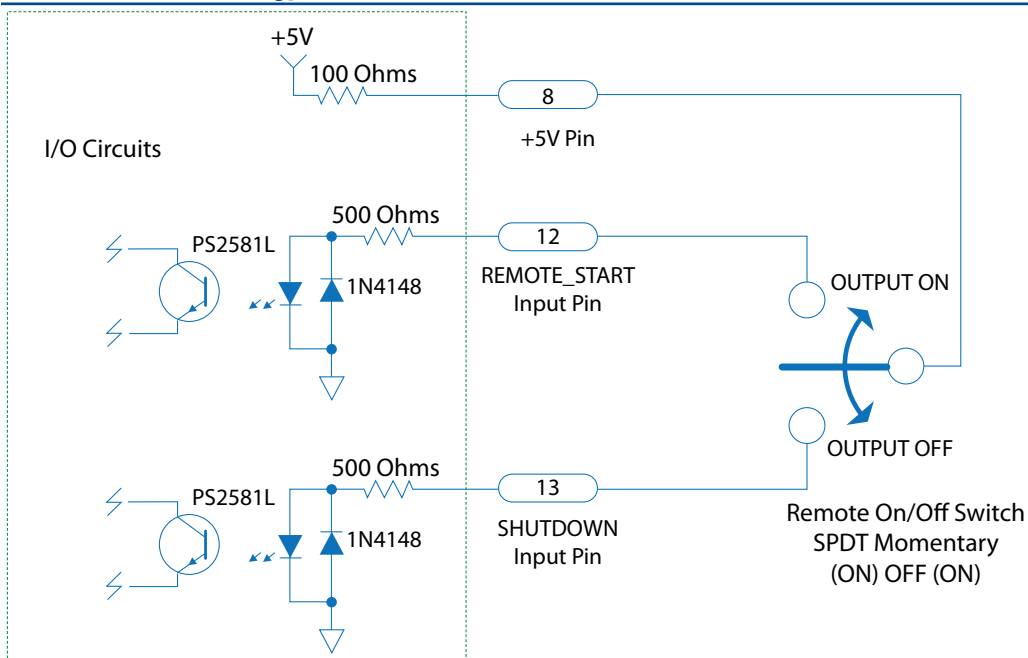 +5V
100 Ohms
8
+5V Pin
I/O Circuits
500 Ohms
PS2581L
12
1N4148
REMOTE_START
Input Pin
OUTPUT ON
OUTPUT OFF
500 Ohms
PS2581L
13
1N4148
SHUTDOWN
Input Pin
Remote On/Off Switch
SPDT Momentary
(ON) OFF (ON)